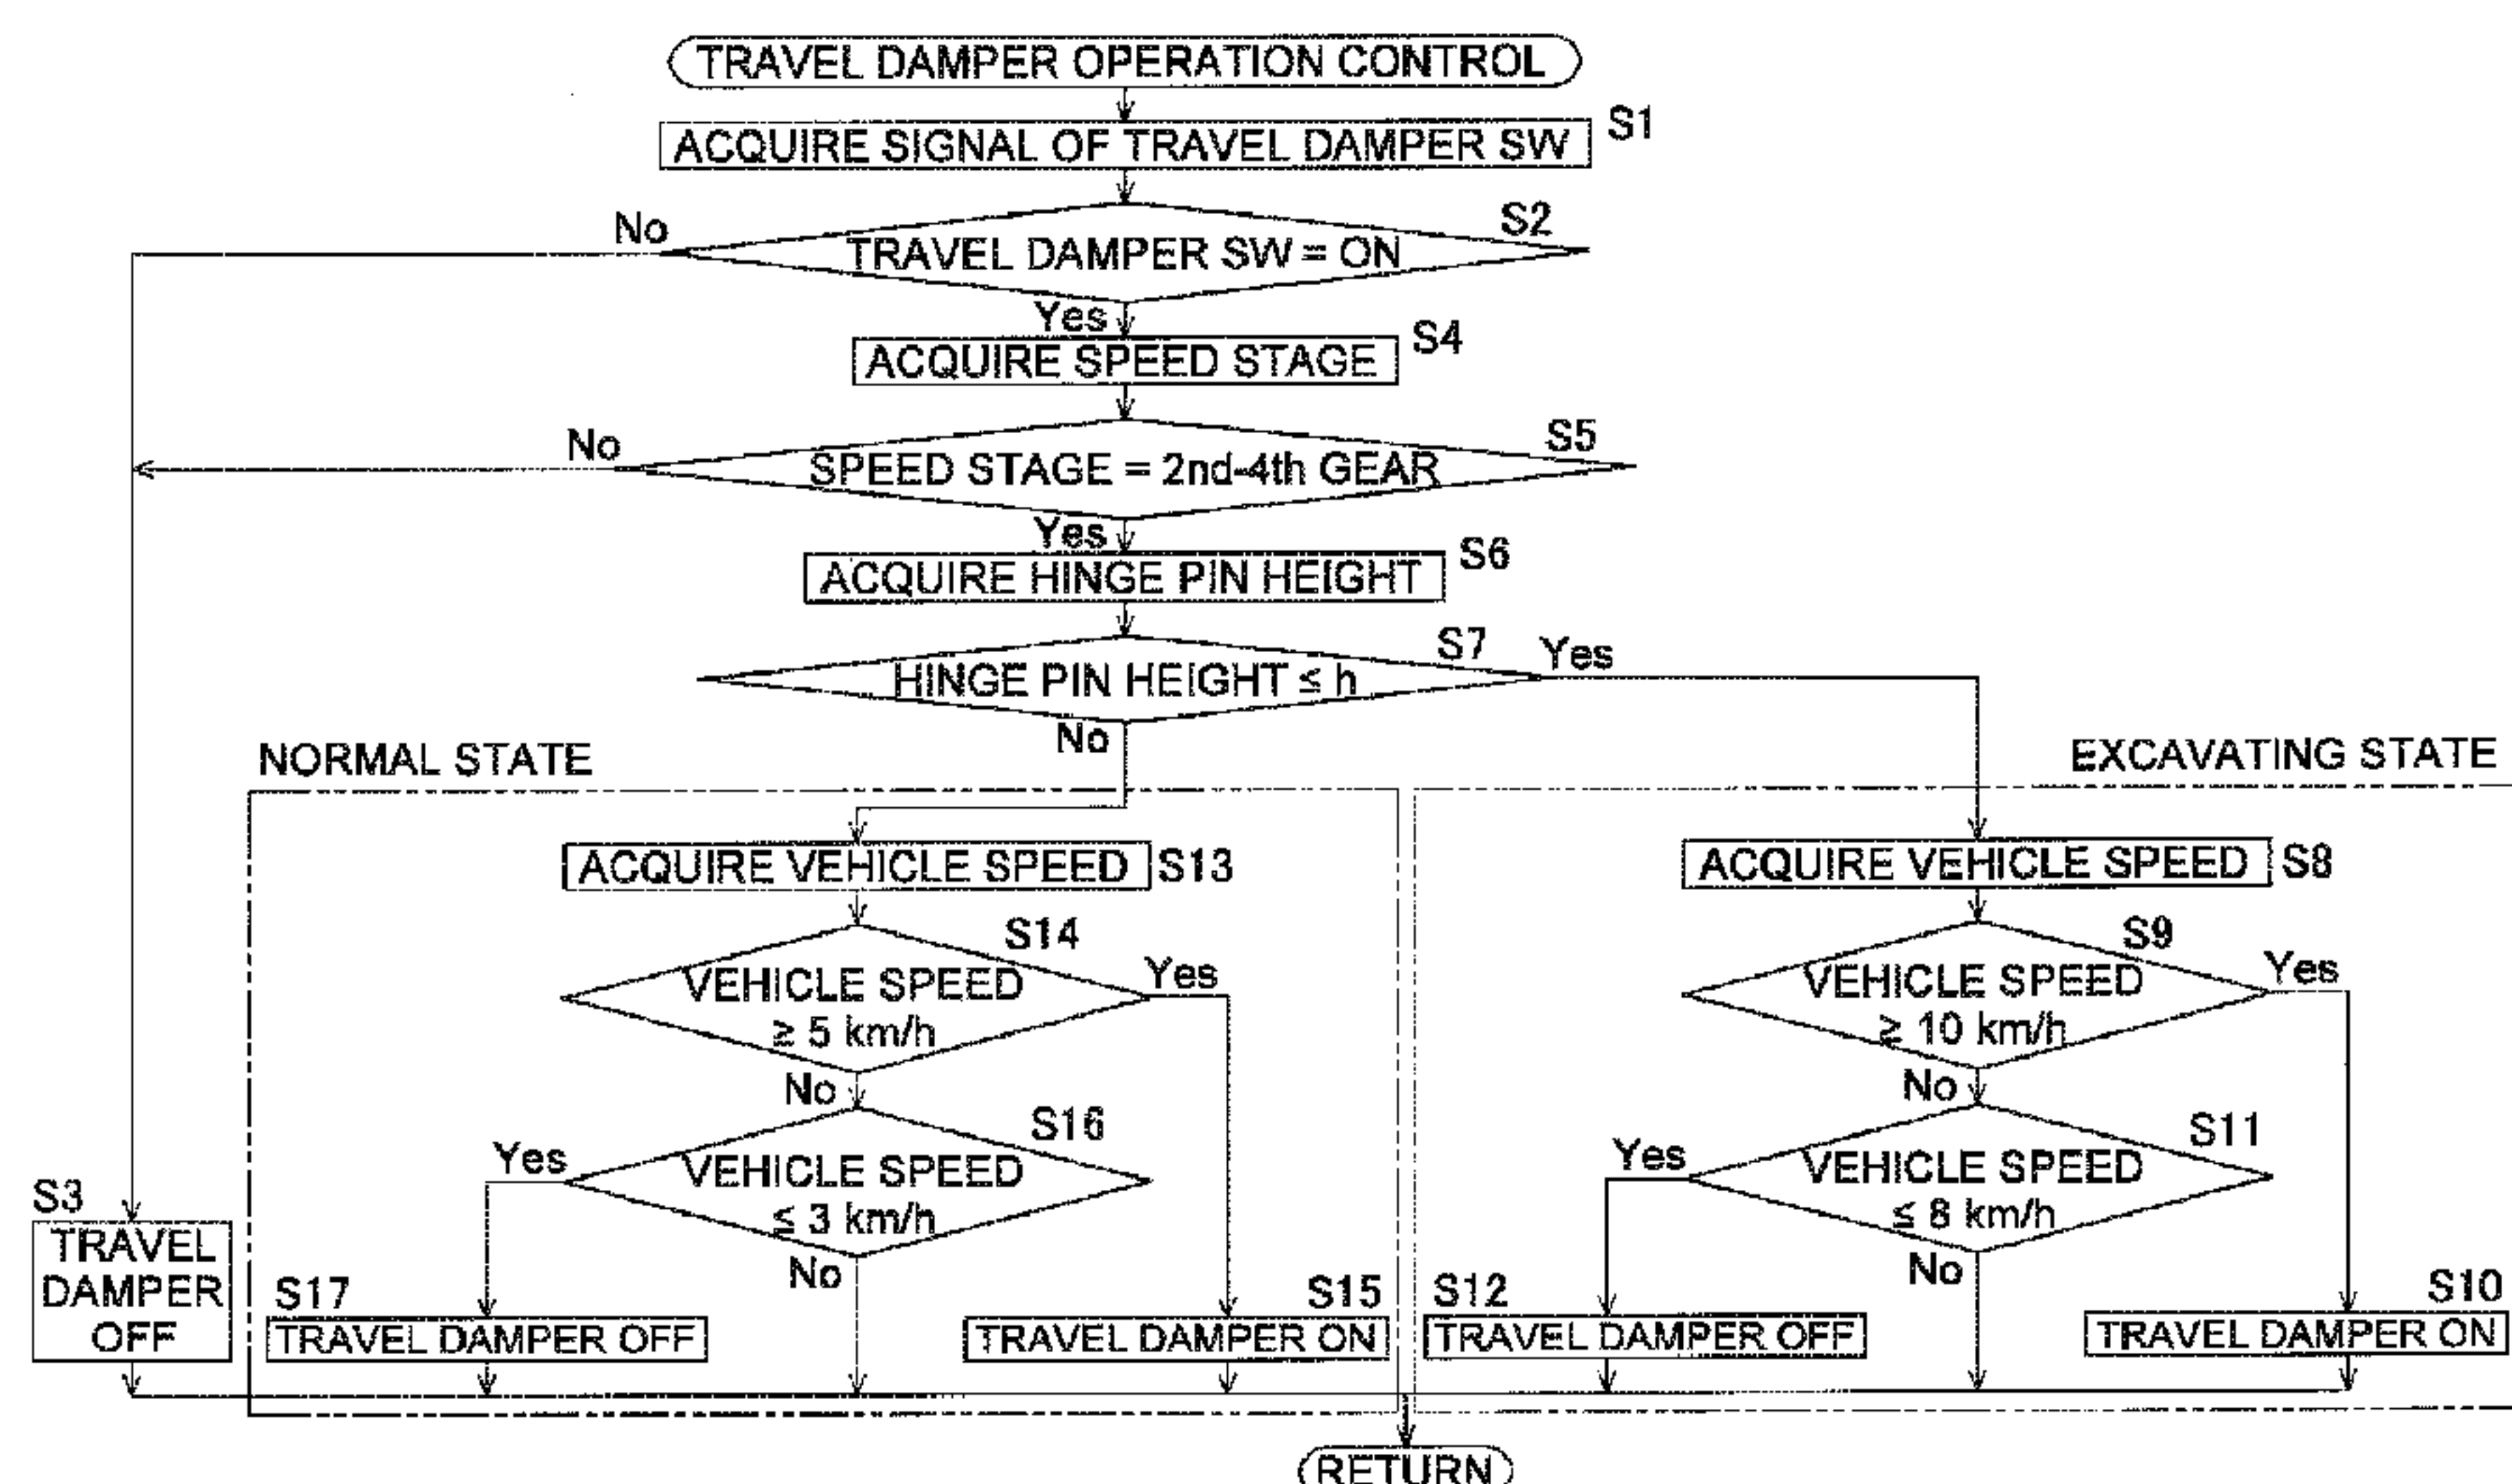 TRAVEL DAMPER OPERATION CONTROL
S1
ACQUIRE SIGNAL OF TRAVEL DAMPER SW
S2
No
TRAVEL DAMPER SW = ON
Yes
S4
ACQUIRE SPEED STAGE
S5
No
SPEED STAGE = 2nd-4th GEAR
Yes
S6
ACQUIRE HINGE PIN HEIGHT
S7
Yes
HINGE PIN HEIGHT ≤ h
No
NORMAL STATE
EXCAVATING STATE
ACQUIRE VEHICLE SPEED
S13
ACQUIRE VEHICLE SPEED
S8
S14
VEHICLE SPEED
≥ 5 km/h
Yes
No
S9
VEHICLE SPEED
≥ 10 km/h
Yes
No
S16
Yes
VEHICLE SPEED
≤ 3 km/h
No
S11
Yes
VEHICLE SPEED
≤ 8 km/h
No
S3
TRAVEL
DAMPER
OFF
S17
TRAVEL DAMPER OFF
S15
TRAVEL DAMPER ON
S12
TRAVEL DAMPER OFF
S10
TRAVEL DAMPER ON
RETURN